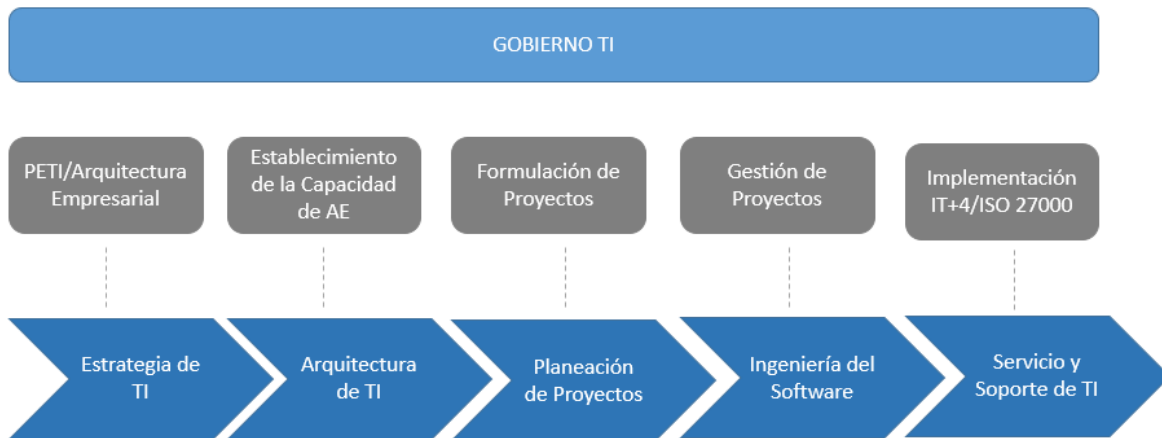 GOBIERNO TI
PETI/Arquitectura
Empresarial
Establecimiento
de la Capacidad
de AE
Formulación de
Proyectos
Gestión de
Proyectos
Implementación
IT+4/ISO 27000
Estrategia de
TI
Arquitectura
de TI
Planeación
de Proyectos
Ingeniería del
Software
Servicio y
Soporte de TI